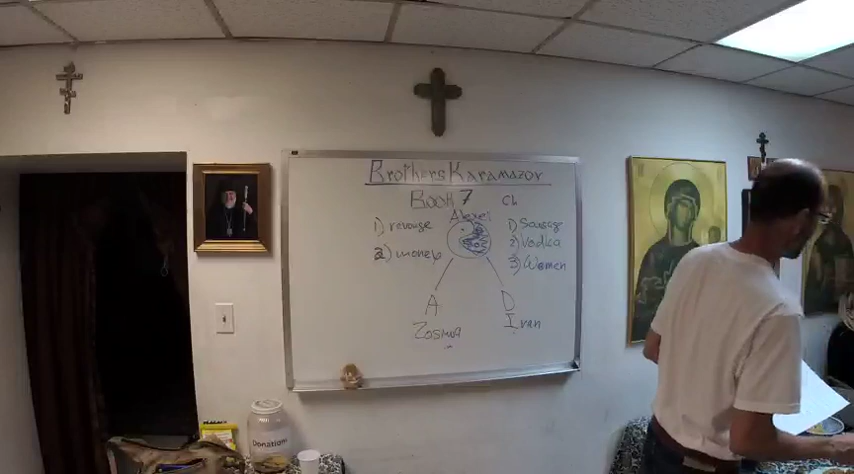 Brothers Karamazov
Book 7 Ch
Alexei
1) revenge
2) money
1) Sausage
2) Vodka
3) Women
A
D
Zosima
Ivan
Donations